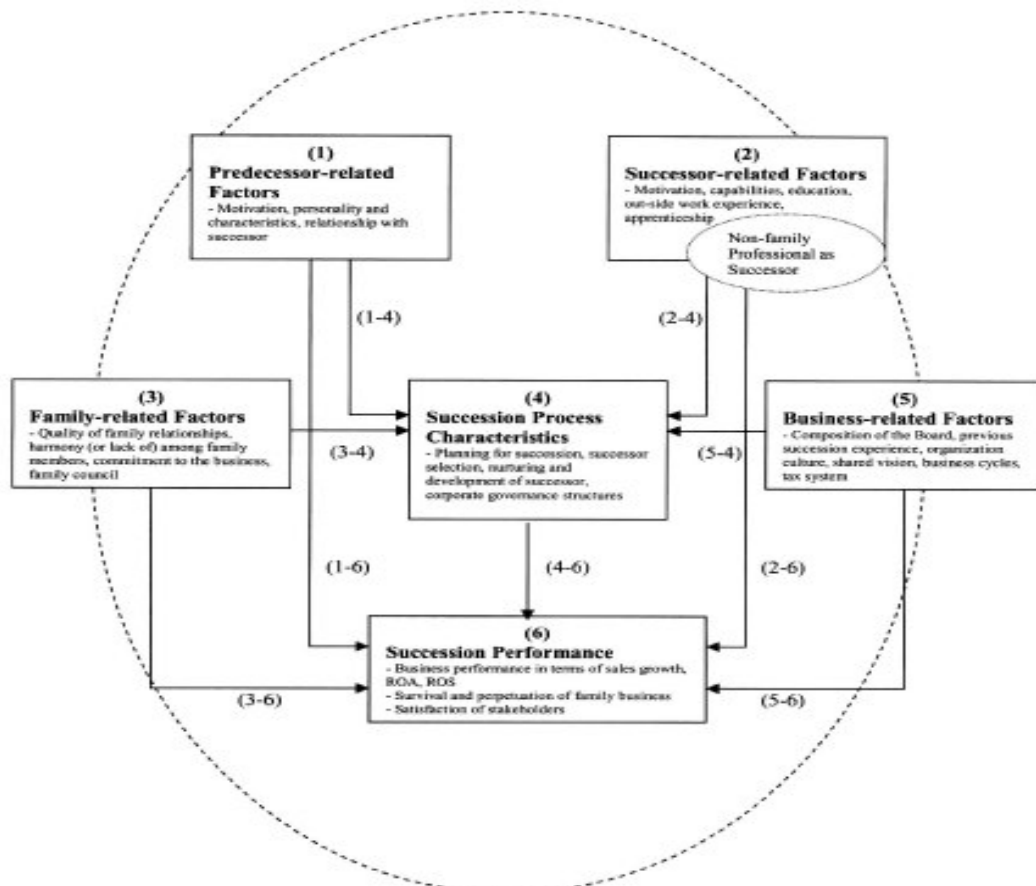 (1)
Predecessor-related
Factors
- Motivation, personality and
characteristics, relationship with
successor
(2)
Successor-related Factors
- Motivation, capabilities, education,
out-side work experience,
apprenticeship
Non-family
Professional as
Successor
(1-4)
(2-4)
(3)
Family-related Factors
- Quality of family relationships,
harmony (or lack of) among family
members, commitment to the business,
family council
(3-4)
(4)
Succession Process
Characteristics
- Planning for succession, successor
selection, nurturing and
development of successor,
corporate governance structures
(5-4)
(5)
Business-related Factors
- Composition of the Board, previous
succession experience, organization
culture, shared vision, business cycles,
tax system
(1-6)
(4-6)
(2-6)
(6)
Succession Performance
- Business performance in terms of sales growth,
ROA, ROS
- Survival and perpetuation of family business
- Satisfaction of stakeholders
(3-6)
(5-6)